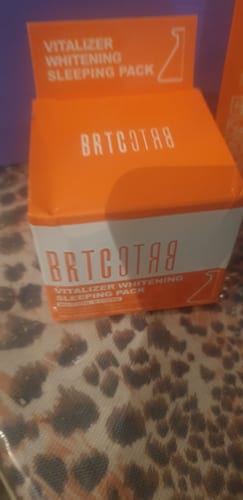 VITALIZER
WHITENING
SLEEPING PACK
BRTC
BRTC
VITALIZER WHITENING
SLEEPING PACK